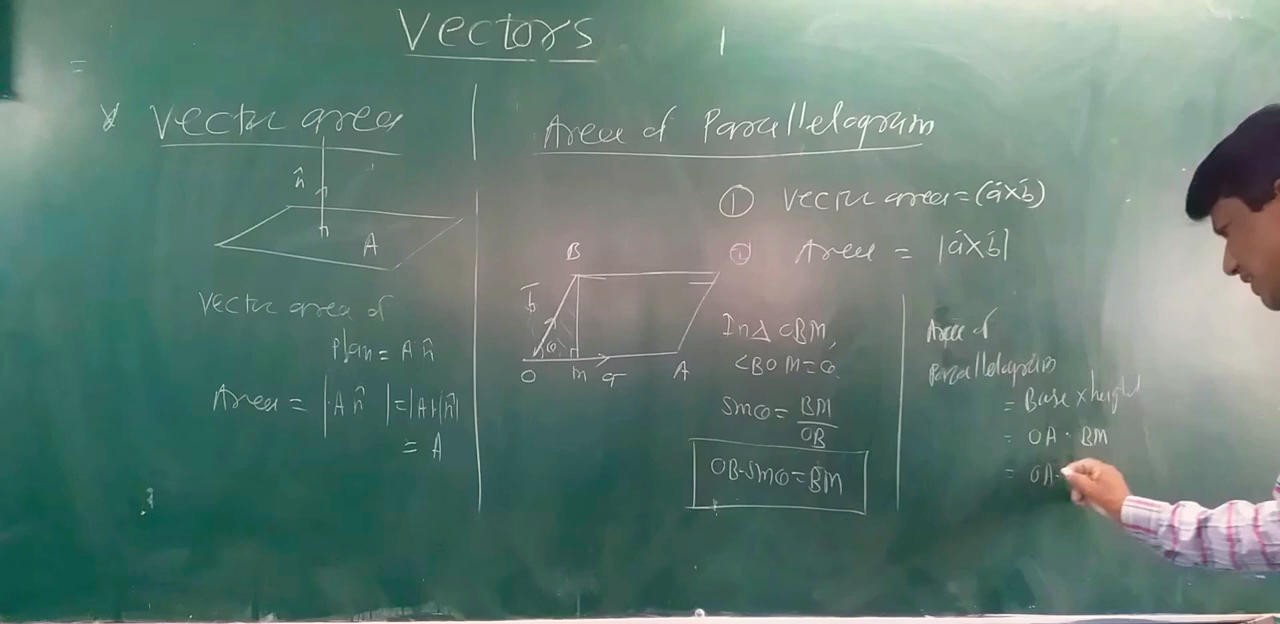 Vectors
Vector area
n̂
A
Vector area of
Plan = A n̂
Area = |A n̂| = |A| |n̂|
= A
Area of Parallelogram
① Vector area = (a̅×b̅)
② Area = |a̅×b̅|
B
b̅
θ
O M a̅ A
In Δ OBM,
∠BOM = θ.
Sinθ = BM/OB
OB·Sinθ = BM
Area of
Parallelogram
= Base × height
= OA · BM
= OA·